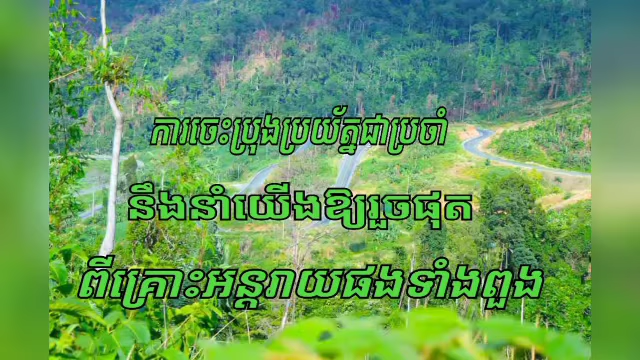 ការចេះប្រុងប្រយ័ត្នជាប្រចាំ
នឹងនាំយើងឱ្យរួចផុត
ពីគ្រោះអន្តរាយផងទាំងពួង